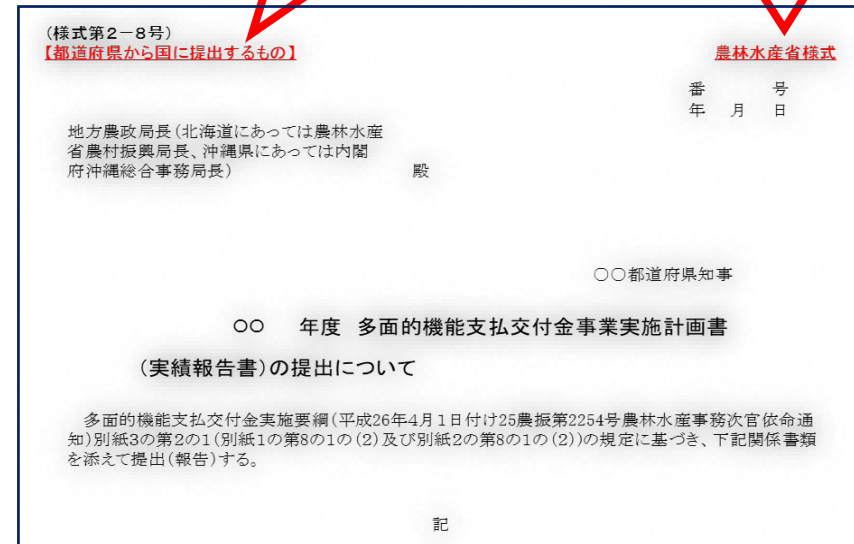 (様式第2－8号)
【都道府県から国に提出するもの】
農林水産省様式
番　　　号
年　月　日
地方農政局長(北海道にあっては農林水産
省農村振興局長、沖縄県にあっては内閣
府沖縄総合事務局長)　　　　　　　　　殿
○○都道府県知事
○○　年度 多面的機能支払交付金事業実施計画書
(実績報告書)の提出について
多面的機能支払交付金実施要綱(平成26年4月1日付け25農振第2254号農林水産事務次官依命通
知)別紙3の第2の1(別紙1の第8の1の(2)及び別紙2の第8の1の(2))の規定に基づき、下記関係書類
を添えて提出(報告)する。
記